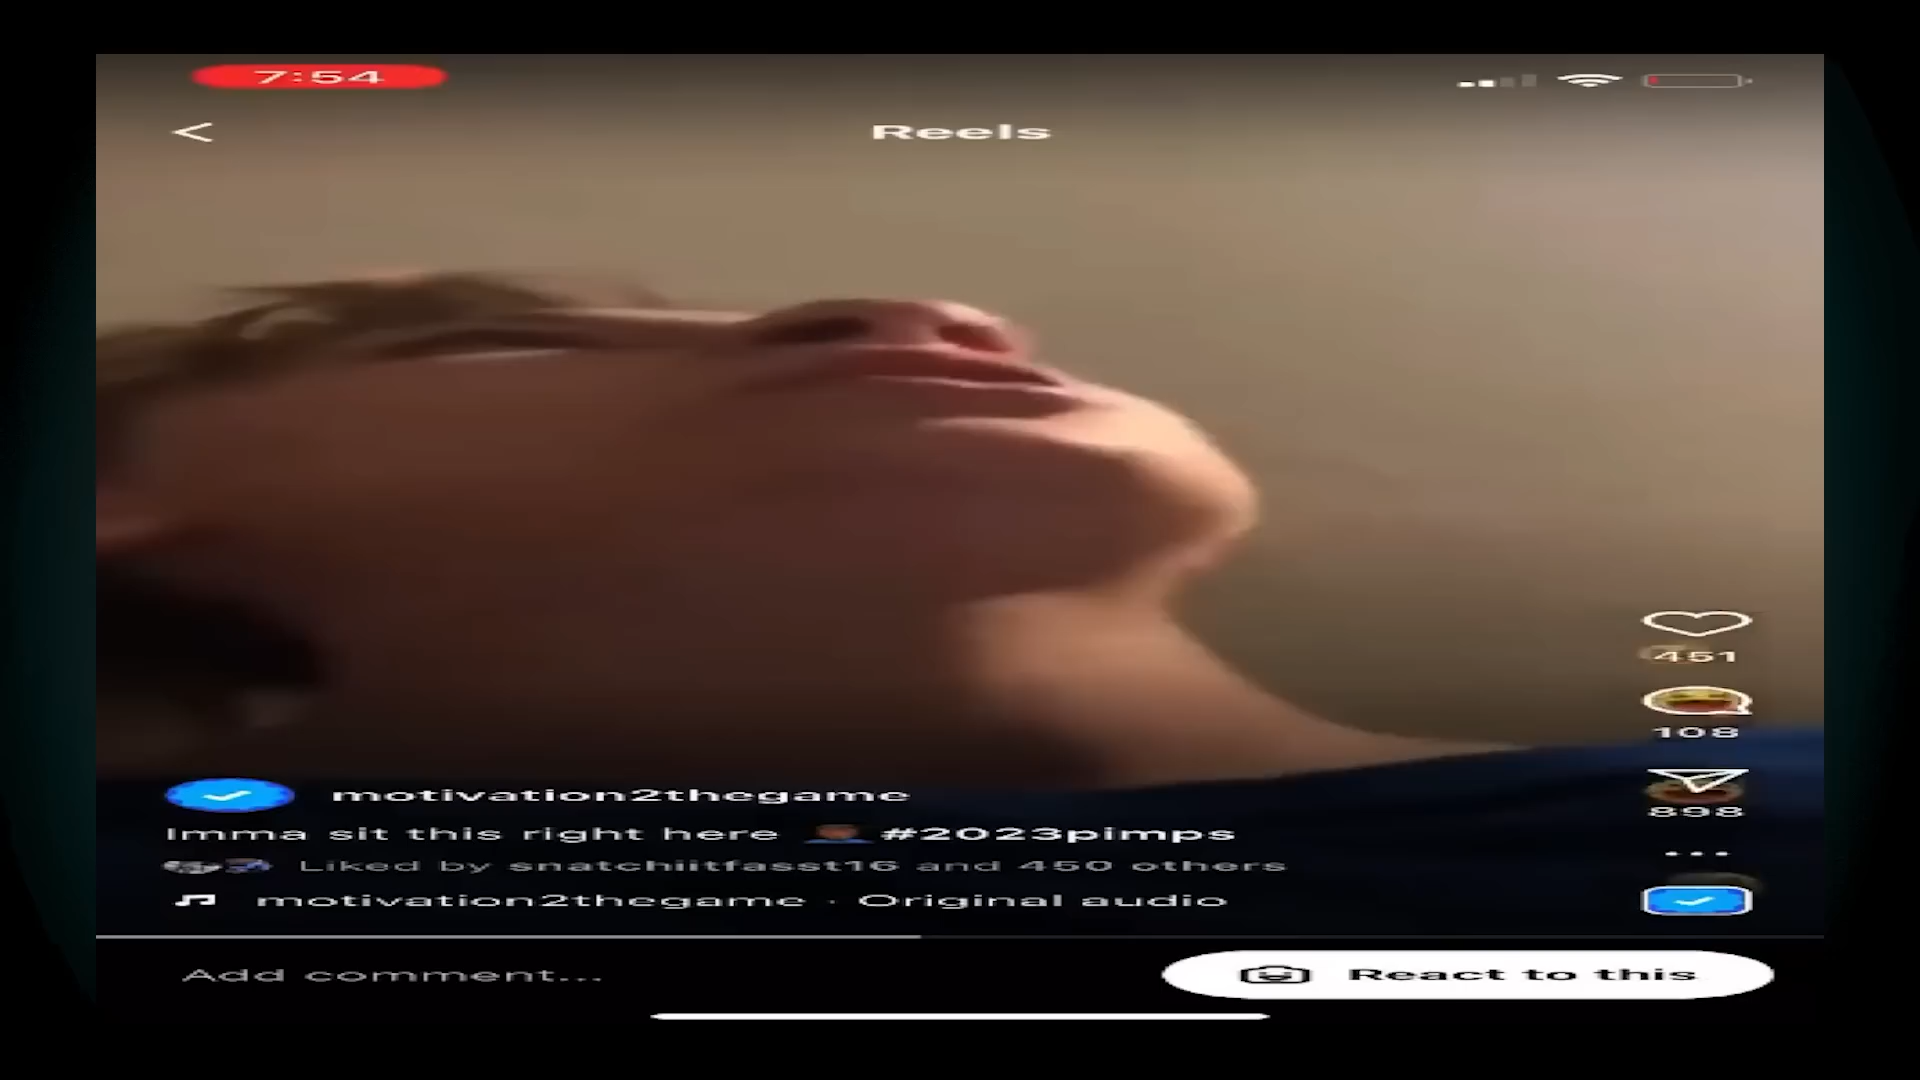 7:54
Reels
451
108
898
motivation2thegame
Imma sit this right here #2023pimps
Liked by snatchiitfasst16 and 450 others
motivation2thegame · Original audio
Add comment...
React to this